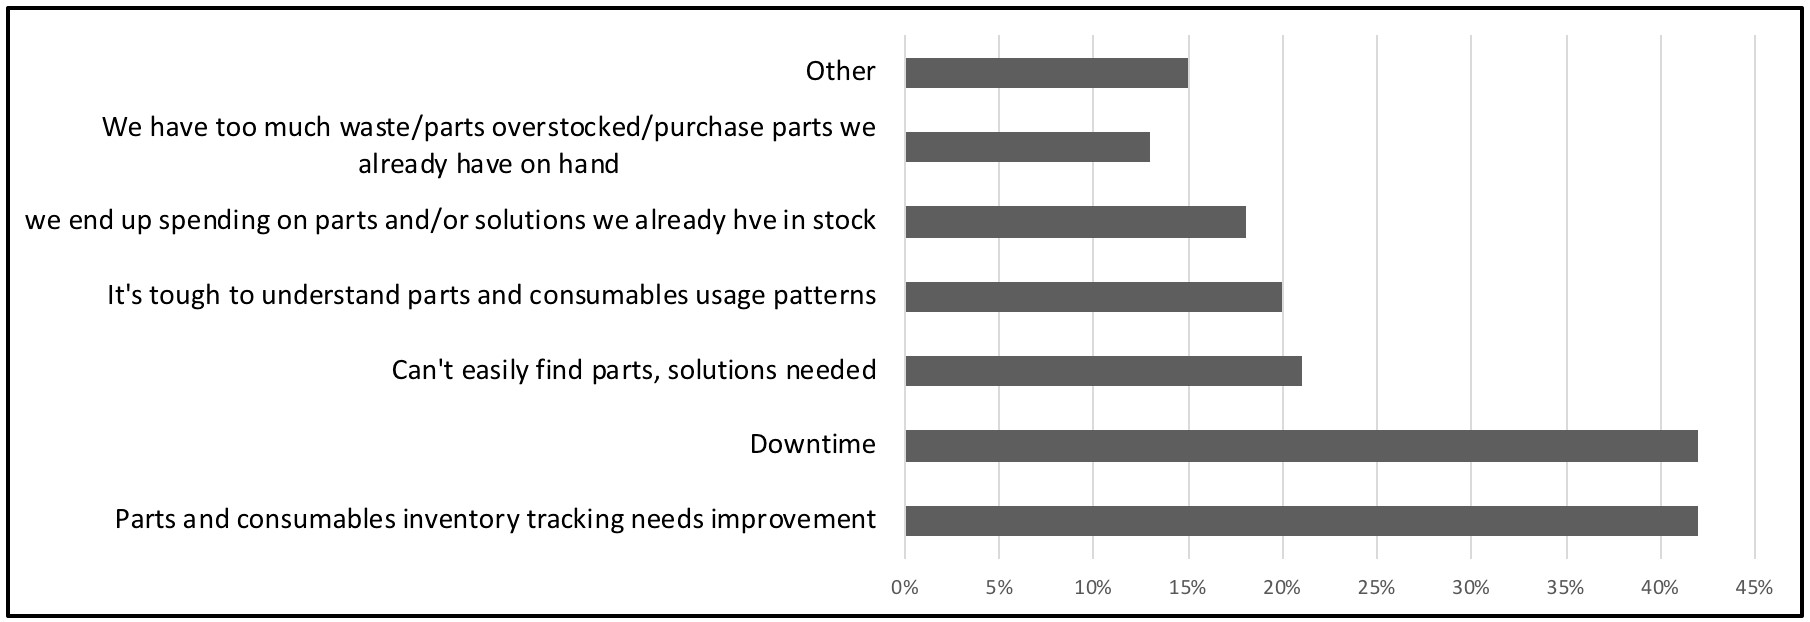 Other
We have too much waste/parts overstocked/purchase parts we
already have on hand
we end up spending on parts and/or solutions we already hve in stock
It's tough to understand parts and consumables usage patterns
Can't easily find parts, solutions needed
Downtime
Parts and consumables inventory tracking needs improvement
0% 5% 10% 15% 20% 25% 30% 35% 40% 45%